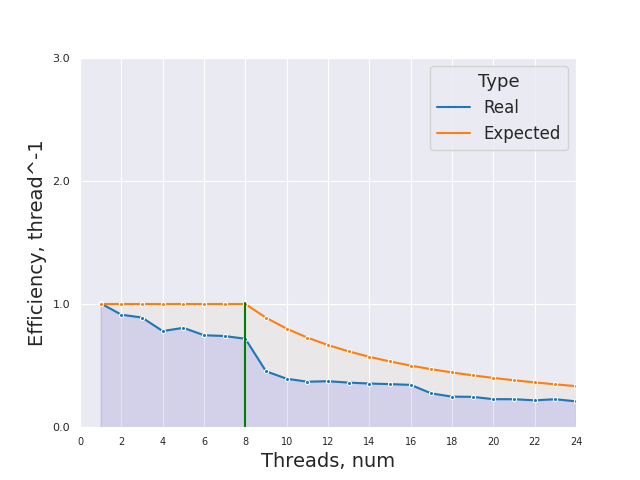 3.0
2.0
1.0
0.0
Efficiency, thread^-1
Type
Real
Expected
0 2 4 6 8 10 12 14 16 18 20 22 24
Threads, num